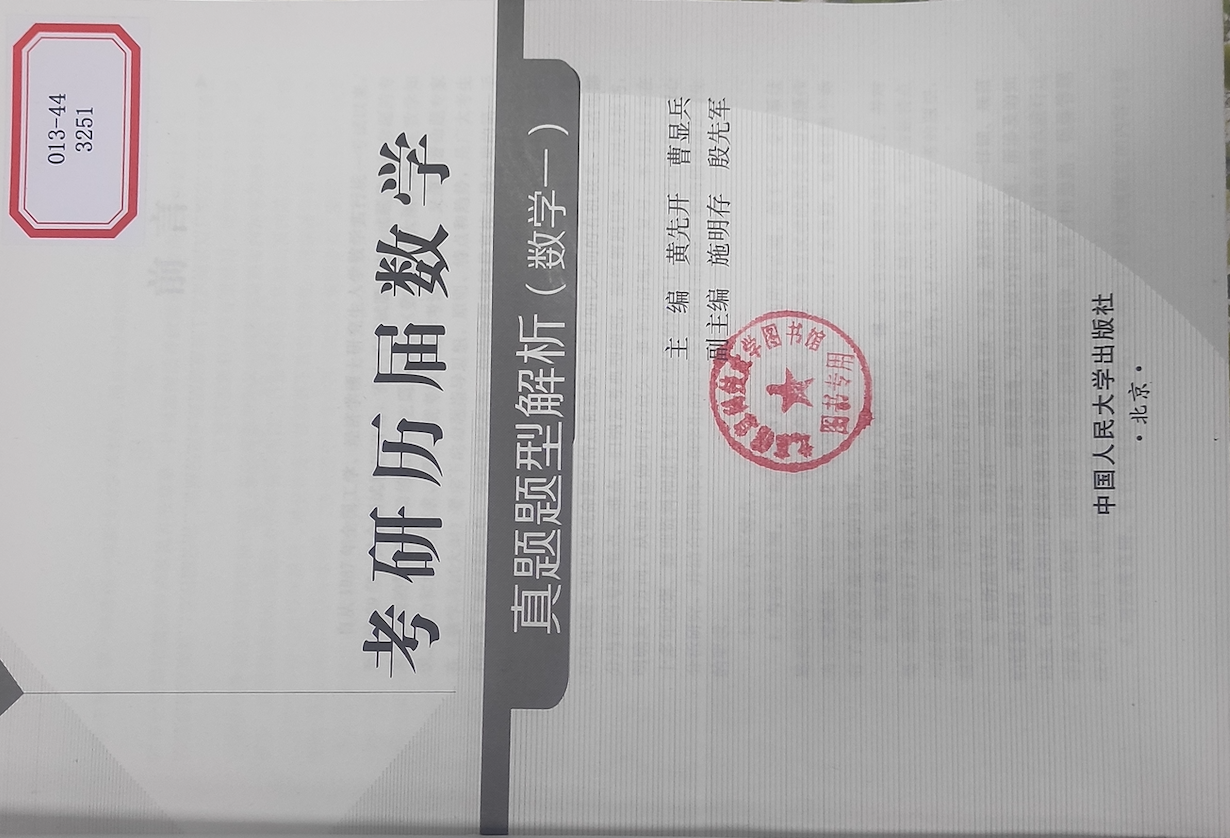 013-44
3251
考研历届数学
真题题型解析（数学一）
主 编 黄先开 曹显兵
副主编 施明存 殷先军
学图书馆
图书专用
中国人民大学出版社
·北京·